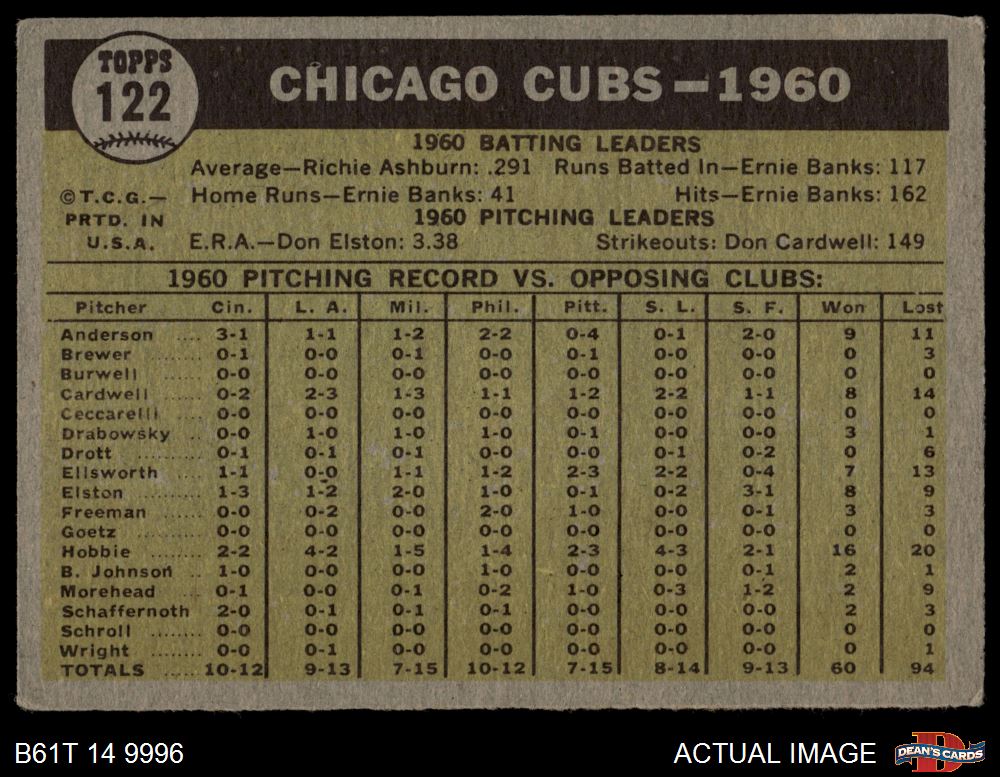 TOPPS
122
CHICAGO CUBS—1960
1960 BATTING LEADERS
Average—Richie Ashburn: .291 Runs Batted In—Ernie Banks: 117
©T.C.G.— Home Runs—Ernie Banks: 41 Hits—Ernie Banks: 162
PRTD. IN 1960 PITCHING LEADERS
U.S.A. E.R.A.—Don Elston: 3.38 Strikeouts: Don Cardwell: 149
1960 PITCHING RECORD VS. OPPOSING CLUBS:
Pitcher Cin. L. A. Mil. Phil. Pitt. S. L. S. F. Won Lost
Anderson .... 3-1 1-1 1-2 2-2 0-4 0-1 2-0 9 11
Brewer ...... 0-1 0-0 0-1 0-0 0-1 0-0 0-0 0 3
Burwell ...... 0-0 0-0 0-0 0-0 0-0 0-0 0-0 0 0
Cardwell ..... 0-2 2-3 1-3 1-1 1-2 2-2 1-1 8 14
Ceccarelli .... 0-0 0-0 0-0 0-0 0-0 0-0 0-0 0 0
Drabowsky .. 0-0 1-0 1-0 1-0 0-1 0-0 0-0 3 1
Drott ........ 0-1 0-1 0-1 0-0 0-0 0-1 0-2 0 6
Ellsworth .... 1-1 0-0 1-1 1-2 2-3 2-2 0-4 7 13
Elston ........ 1-3 1-2 2-0 1-0 0-1 0-2 3-1 8 9
Freeman ..... 0-0 0-2 0-0 2-0 1-0 0-0 0-1 3 3
Goetz ........ 0-0 0-0 0-0 0-0 0-0 0-0 0-0 0 0
Hobbie ....... 2-2 4-2 1-5 1-4 2-3 4-3 2-1 16 20
B. Johnson .. 1-0 0-0 0-0 1-0 0-0 0-0 0-1 2 1
Morehead ... 0-1 0-0 0-1 0-2 1-0 0-3 1-2 2 9
Schaffernoth 2-0 0-1 0-1 0-1 0-0 0-0 0-0 2 3
Schroll ....... 0-0 0-0 0-0 0-0 0-0 0-0 0-0 0 0
Wright ....... 0-0 0-1 0-0 0-0 0-0 0-0 0-0 0 1
TOTALS ..... 10-12 9-13 7-15 10-12 7-15 8-14 9-13 60 94
B61T 14 9996 ACTUAL IMAGE DEAN'S CARDS